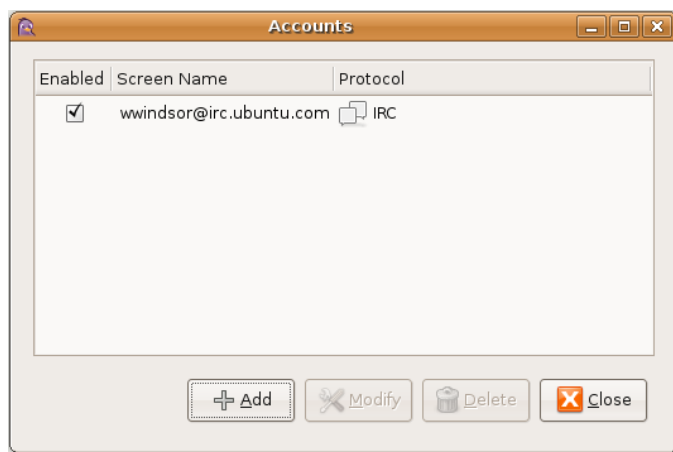 Accounts
Enabled Screen Name Protocol
wwindsor@irc.ubuntu.com IRC
Add Modify Delete Close